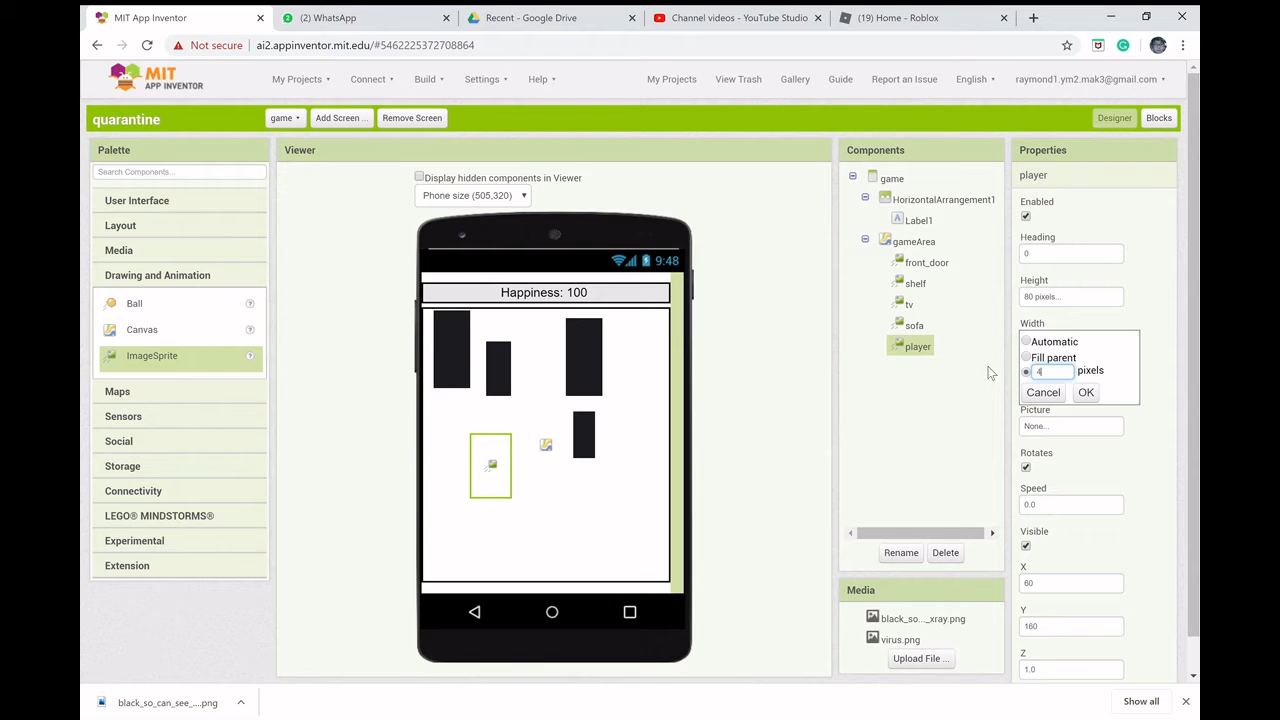 MIT App Inventor
(2) WhatsApp
Recent - Google Drive
Channel videos - YouTube Studio
(19) Home - Roblox
Not secure
ai2.appinventor.mit.edu/#5462225372708864
MIT
APP INVENTOR
My Projects
Connect
Build
Settings
Help
My Projects
View Trash
Gallery
Guide
Report an Issue
English
raymond1.ym2.mak3@gmail.com
quarantine
game
Add Screen ...
Remove Screen
Designer
Blocks
Palette
Search Components...
User Interface
Layout
Media
Drawing and Animation
Ball
Canvas
ImageSprite
Maps
Sensors
Social
Storage
Connectivity
LEGO® MINDSTORMS®
Experimental
Extension
Viewer
Display hidden components in Viewer
Phone size (505,320)
9:48
Happiness: 100
Components
game
HorizontalArrangement1
Label1
gameArea
front_door
shelf
tv
sofa
player
Rename
Delete
Media
black_so..._xray.png
virus.png
Upload File ...
Properties
player
Enabled
Heading
0
Height
80 pixels...
Width
Automatic
Fill parent
4 pixels
Cancel
OK
Picture
None...
Rotates
Speed
0.0
Visible
X
60
Y
160
Z
1.0
black_so_can_see_....png
Show all